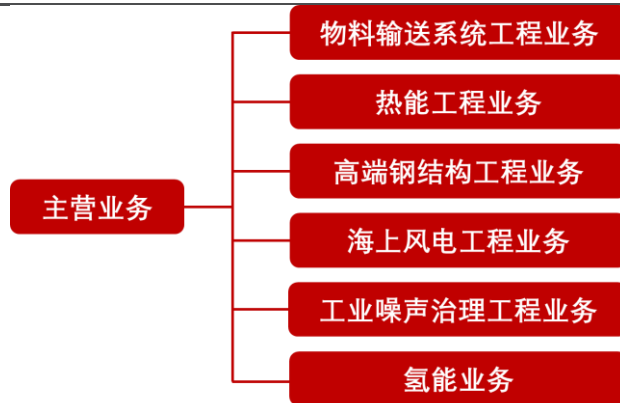 物料输送系统工程业务
热能工程业务
高端钢结构工程业务
主营业务
海上风电工程业务
工业噪声治理工程业务
氢能业务